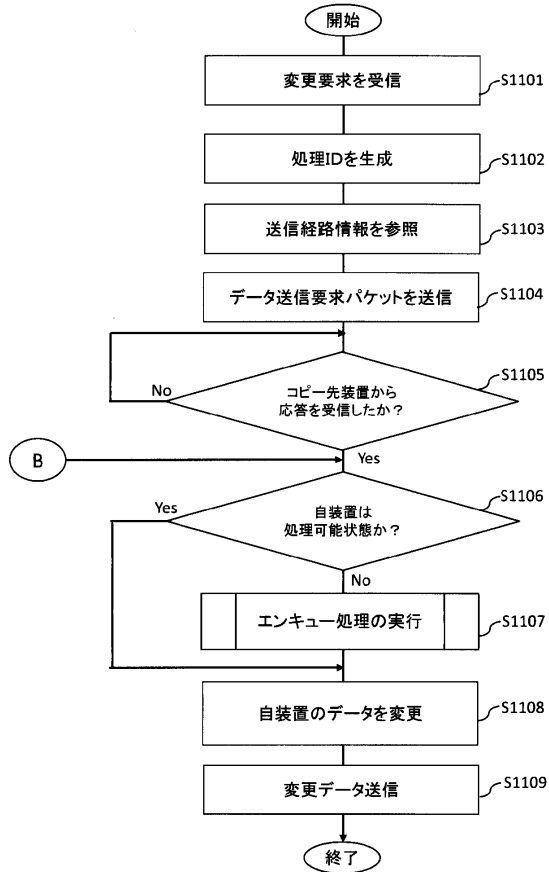 開始
変更要求を受信
S1101
処理IDを生成
S1102
送信経路情報を参照
S1103
データ送信要求パケットを送信
S1104
No
コピー先装置から
応答を受信したか？
S1105
B
Yes
Yes
自装置は
処理可能状態か？
S1106
No
エンキュー処理の実行
S1107
自装置のデータを変更
S1108
変更データ送信
S1109
終了